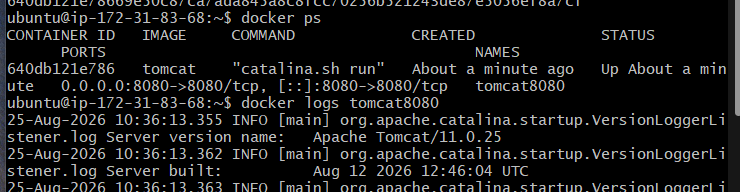 640db121e78669e30c87ca7ada845a8c8fcc70256b521243de87e5056ef8a7cf
ubuntu@ip-172-31-83-68:~$ docker ps
CONTAINER ID   IMAGE     COMMAND             CREATED              STATUS
       PORTS                                         NAMES
640db121e786   tomcat    "catalina.sh run"   About a minute ago   Up About a min
ute   0.0.0.0:8080->8080/tcp, [::]:8080->8080/tcp   tomcat8080
ubuntu@ip-172-31-83-68:~$ docker logs tomcat8080
25-Aug-2026 10:36:13.355 INFO [main] org.apache.catalina.startup.VersionLoggerLi
stener.log Server version name:   Apache Tomcat/11.0.25
25-Aug-2026 10:36:13.362 INFO [main] org.apache.catalina.startup.VersionLoggerLi
stener.log Server built:          Aug 12 2026 12:46:04 UTC
25-Aug-2026 10:36:13.363 INFO [main] org.apache.catalina.startup.VersionLoggerLi